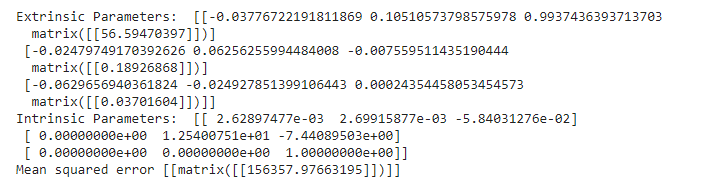 Extrinsic Parameters:  [[-0.03776722191811869 0.10510573798575978 0.9937436393713703
  matrix([[56.59470397]])]
 [-0.02479749170392626 0.06256255994484008 -0.007559511435190444
  matrix([[0.18926868]])]
 [-0.0629656940361824 -0.024927851399106443 0.00024354458053454573
  matrix([[0.03701604]])]]
Intrinsic Parameters:  [[ 2.62897477e-03  2.69915877e-03 -5.84031276e-02]
 [ 0.00000000e+00  1.25400751e+01 -7.44089503e+00]
 [ 0.00000000e+00  0.00000000e+00  1.00000000e+00]]
Mean squared error [[matrix([[156357.97663195]])]]